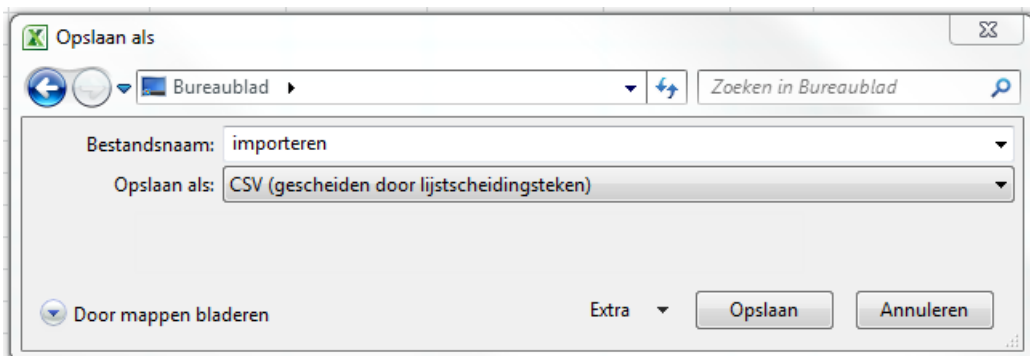 Opslaan als
Bureaublad
Zoeken in Bureaublad
Bestandsnaam: importeren
Opslaan als: CSV (gescheiden door lijstscheidingsteken)
Door mappen bladeren Extra Opslaan Annuleren